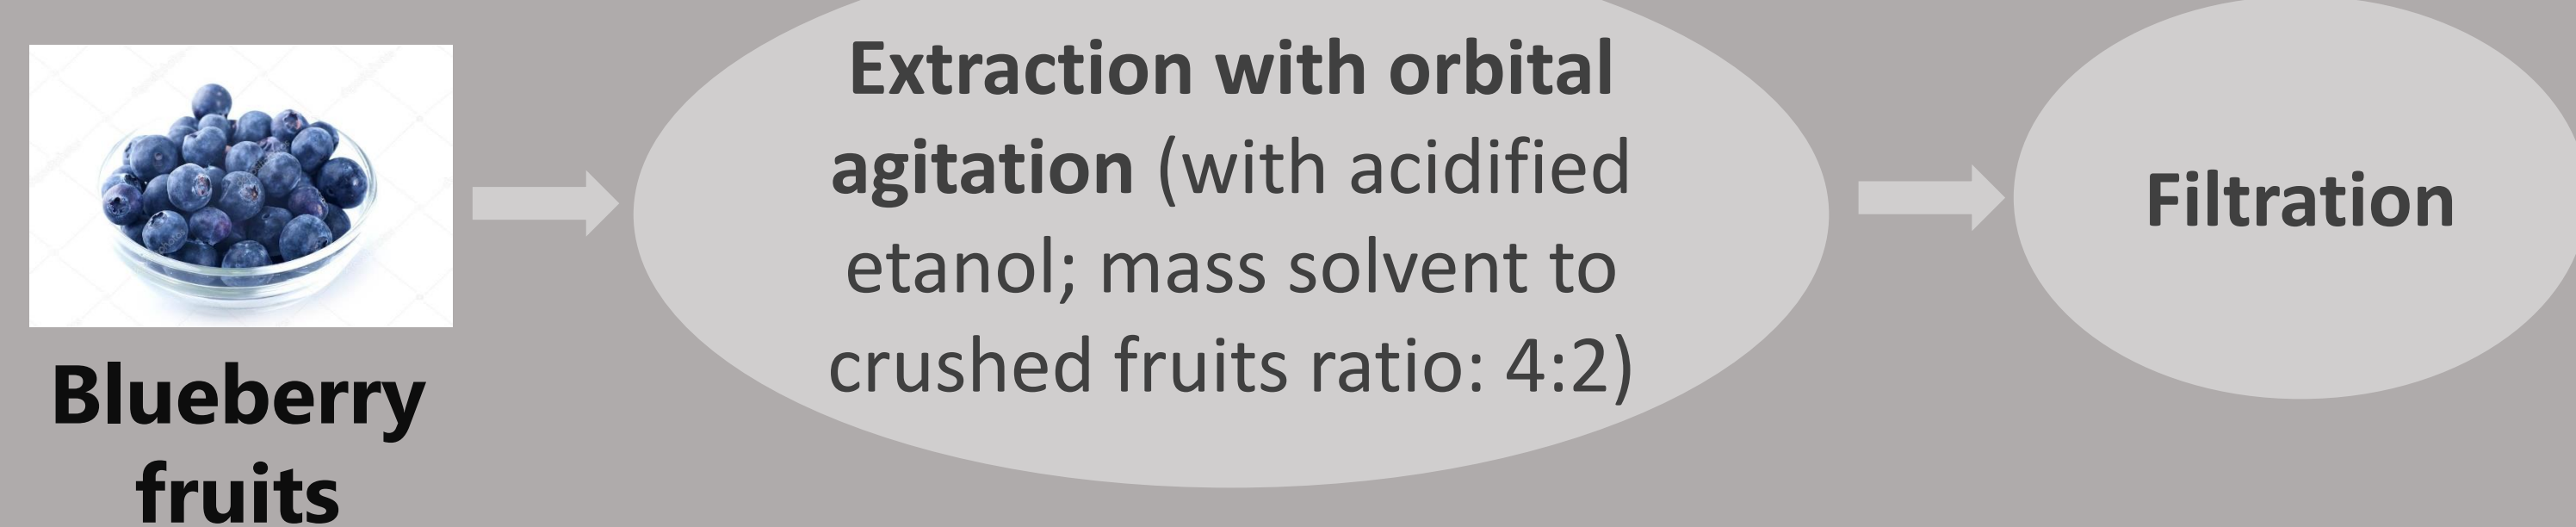 Blueberry
fruits
Extraction with orbital
agitation (with acidified
etanol; mass solvent to
crushed fruits ratio: 4:2)
Filtration